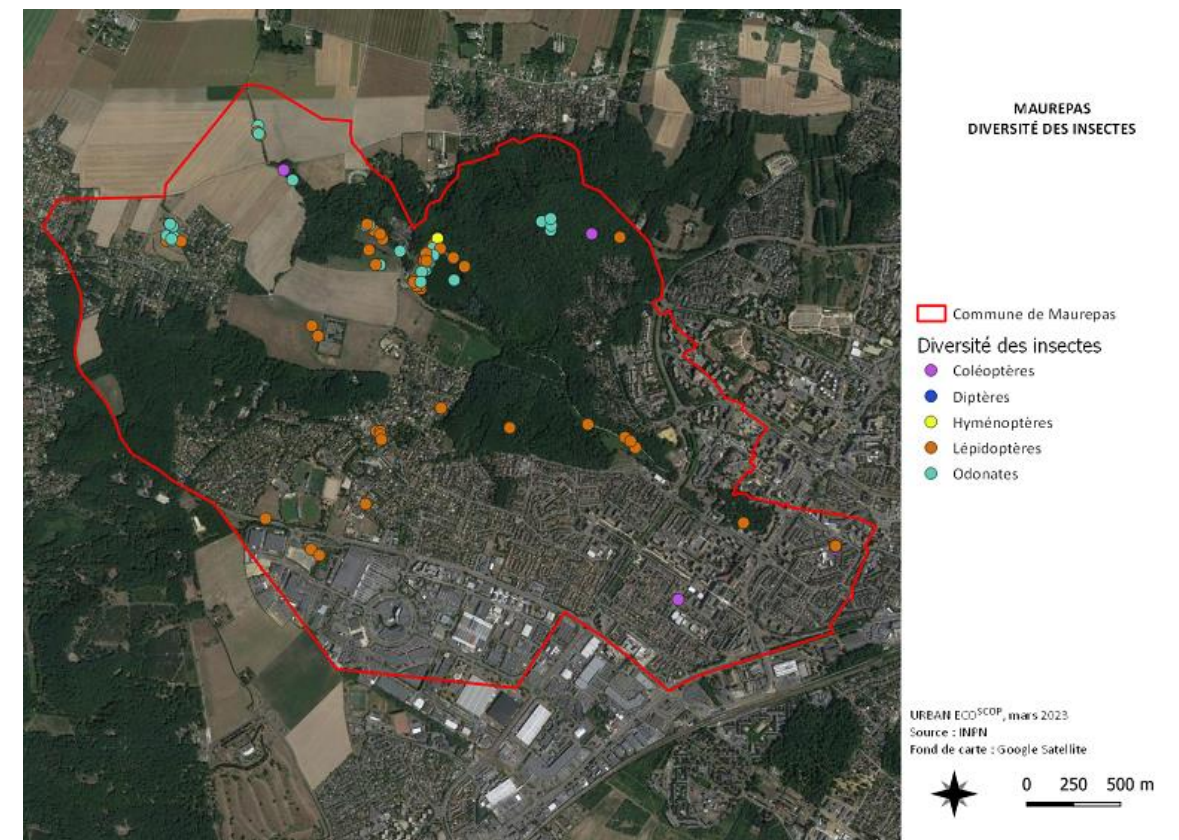 MAUREPAS
DIVERSITÉ DES INSECTES
Commune de Maurepas
Diversité des insectes
Coléoptères
Diptères
Hyménoptères
Lépidoptères
Odonates
URBAN ECOSCOP, mars 2023
Source : INPN
Fond de carte : Google Satellite
0 250 500 m